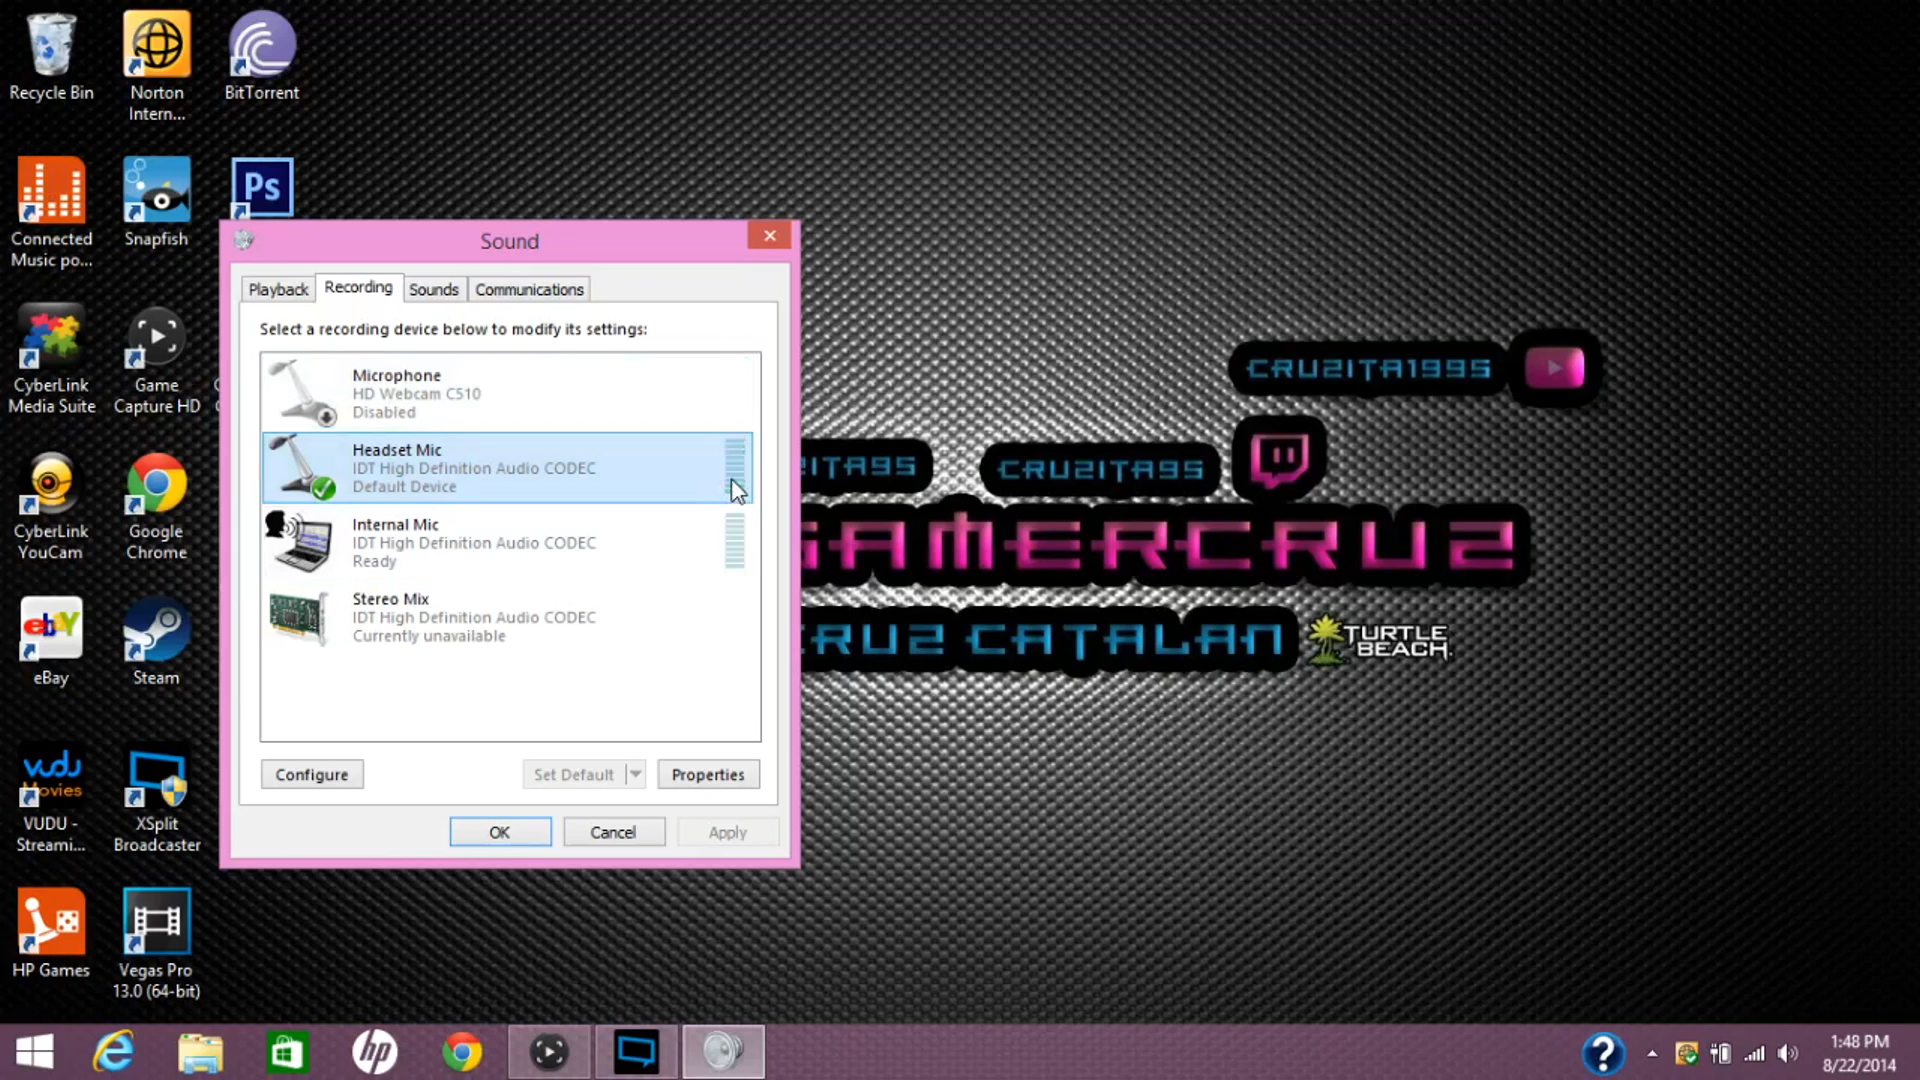 Recycle Bin
Norton
Intern...
BitTorrent
Connected
Music po...
Snapfish
Ps
CyberLink
Media Suite
Game
Capture HD
CyberLink
YouCam
Google
Chrome
ebY
eBay
Steam
vudu
Movies
VUDU -
Streami...
XSplit
Broadcaster
HP Games
Vegas Pro
13.0 (64-bit)
Sound
Playback
Recording
Sounds
Communications
Select a recording device below to modify its settings:
Microphone
HD Webcam C510
Disabled
Headset Mic
IDT High Definition Audio CODEC
Default Device
Internal Mic
IDT High Definition Audio CODEC
Ready
Stereo Mix
IDT High Definition Audio CODEC
Currently unavailable
Configure
Set Default
Properties
OK
Cancel
Apply
CRUZITA1995
ZITA95
CRUZITA95
GAMERCRUZ
CRUZ CATALAN
TURTLE
BEACH.
hp
?
1:48 PM
8/22/2014